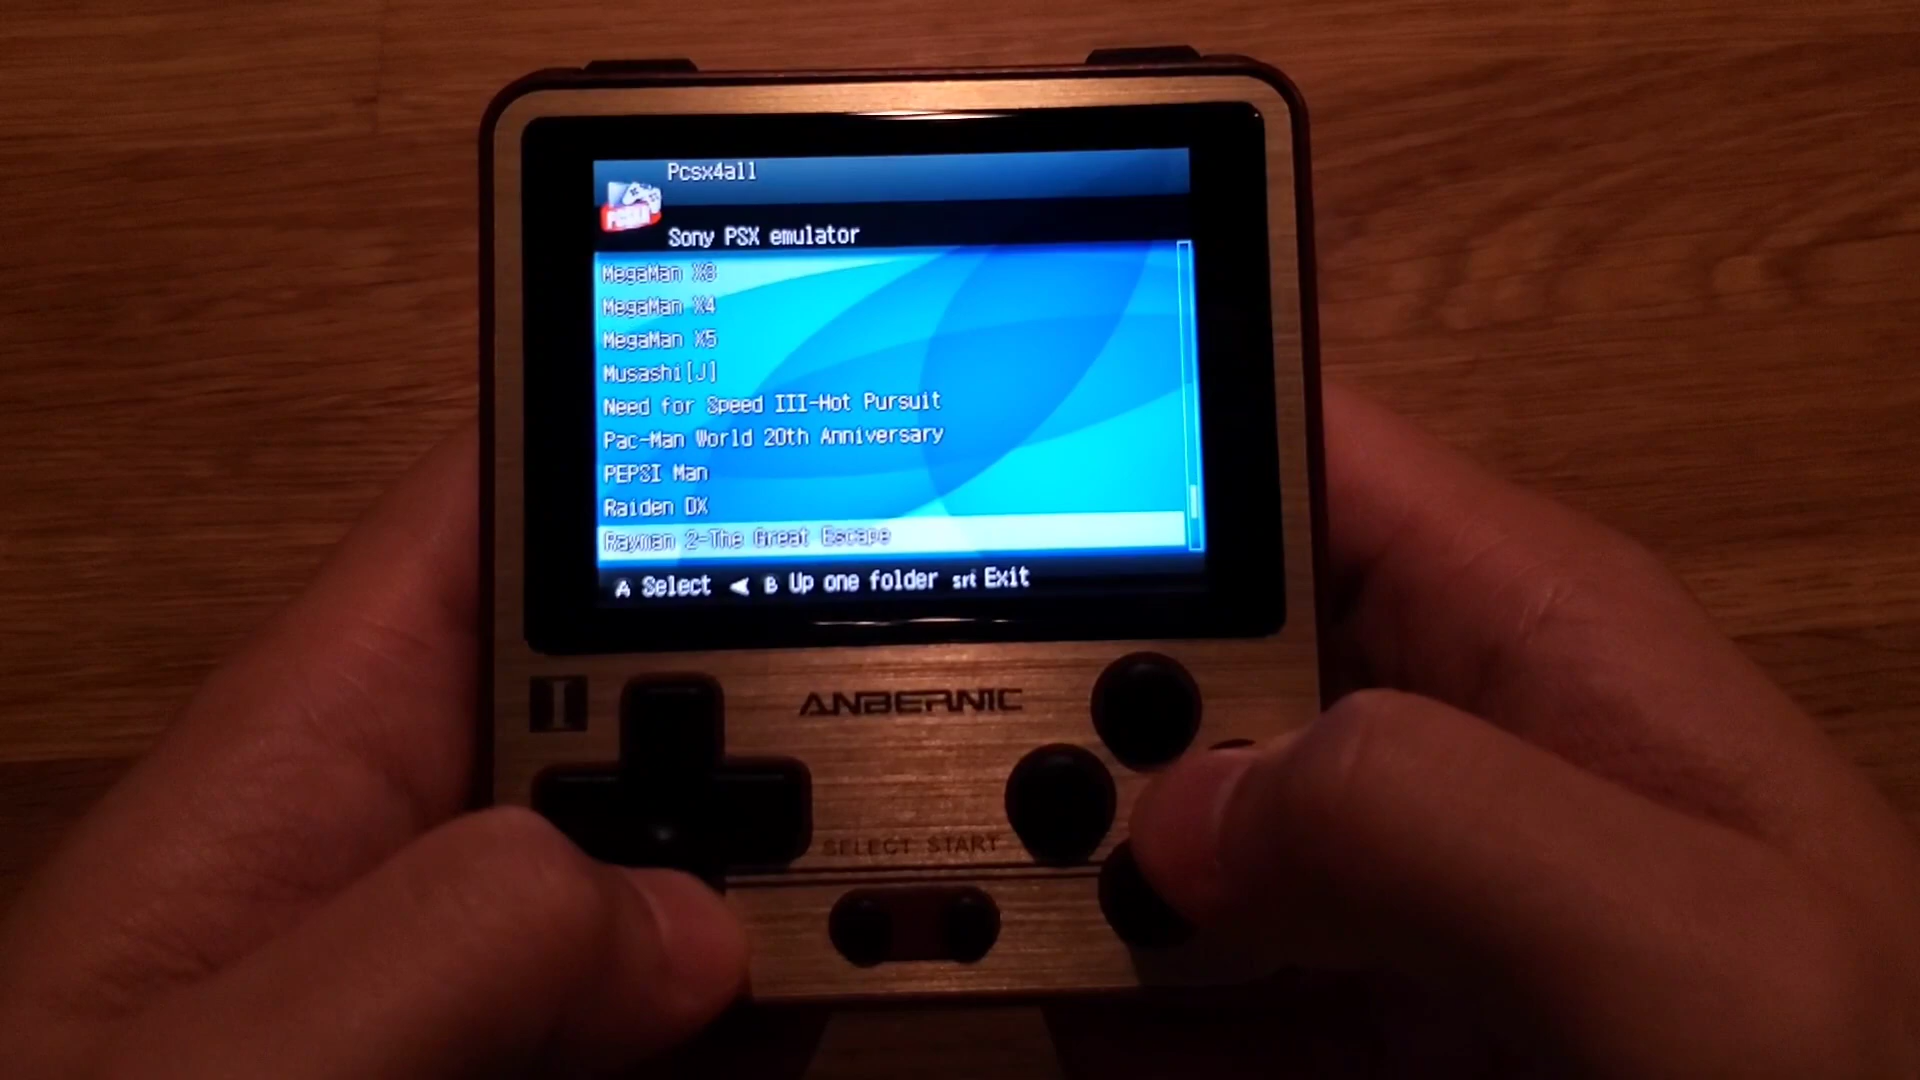 Pcsx4all
PCSX4
Sony PSX emulator
MegaMan X3
MegaMan X4
MegaMan X5
Musashi[J]
Need for Speed III-Hot Pursuit
Pac-Man World 20th Anniversary
PEPSI Man
Raiden DX
Rayman 2-The Great Escape
A Select B Up one folder srt Exit
ANBERNIC
SELECT START